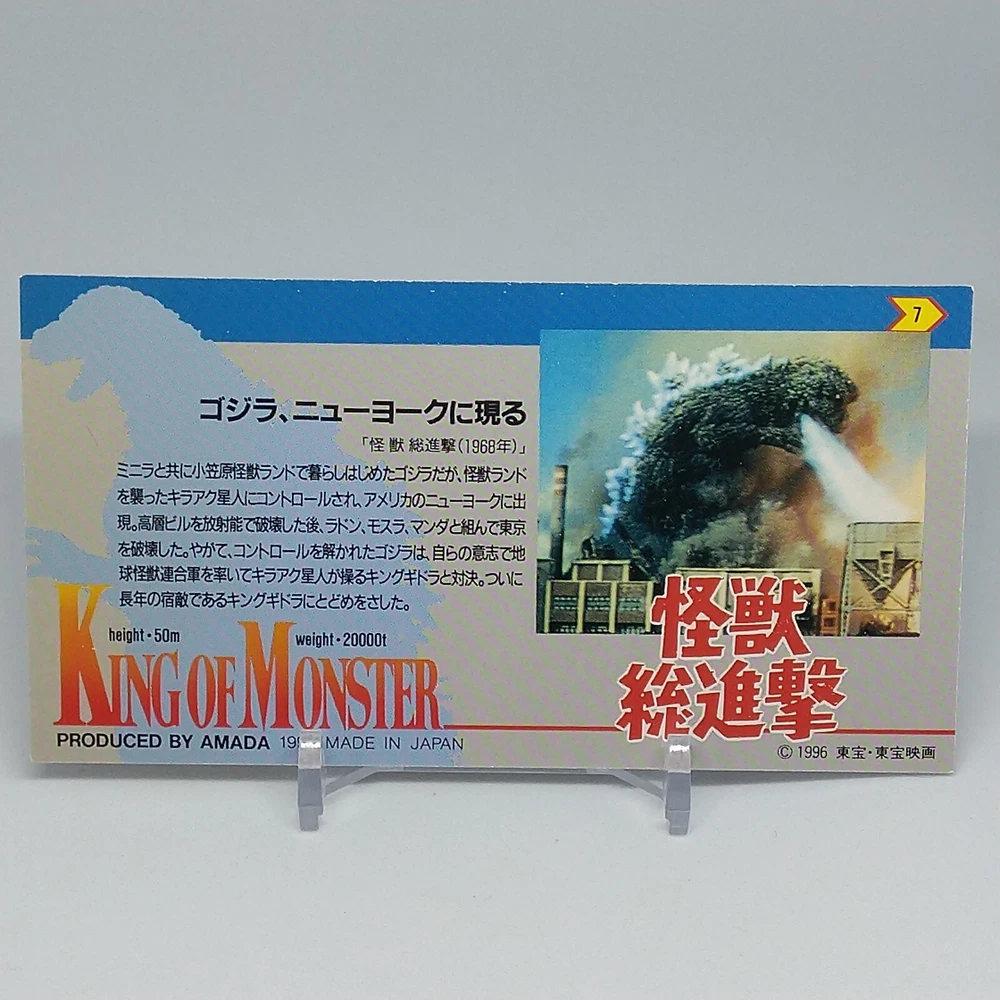 7
ゴジラ、ニューヨークに現る
「怪獣総進撃(1968年)」
ミニラと共に小笠原怪獣ランドで暮らしはじめたゴジラだが、怪獣ランド
を襲ったキラアク星人にコントロールされ、アメリカのニューヨークに出
現。高層ビルを放射能で破壊した後、ラドン、モスラ、マンダと組んで東京
を破壊した。やがて、コントロールを解かれたゴジラは、自らの意志で地
球怪獣連合軍を率いてキラアク星人が操るキングギドラと対決。ついに
長年の宿敵であるキングギドラにとどめをさした。
height・50m weight・20000t
KING OF MONSTER
PRODUCED BY AMADA MADE IN JAPAN
怪獣
総進撃
© 1996 東宝・東宝映画